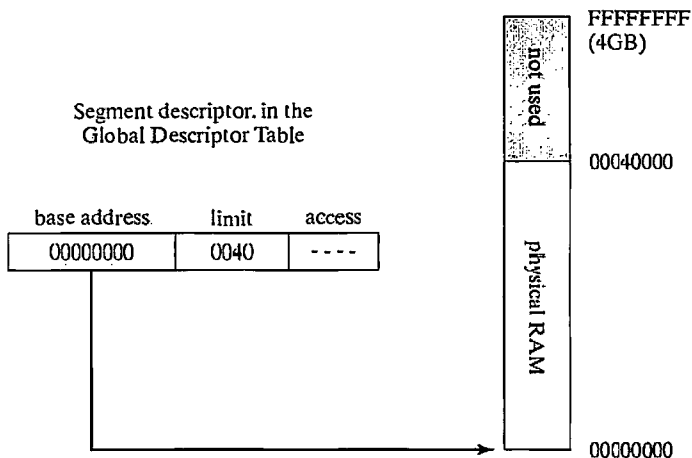 FFFFFFFF
(4GB)
not used
Segment descriptor. in the
Global Descriptor Table
00040000
base address.
limit
access
00000000
0040
----
physical RAM
00000000